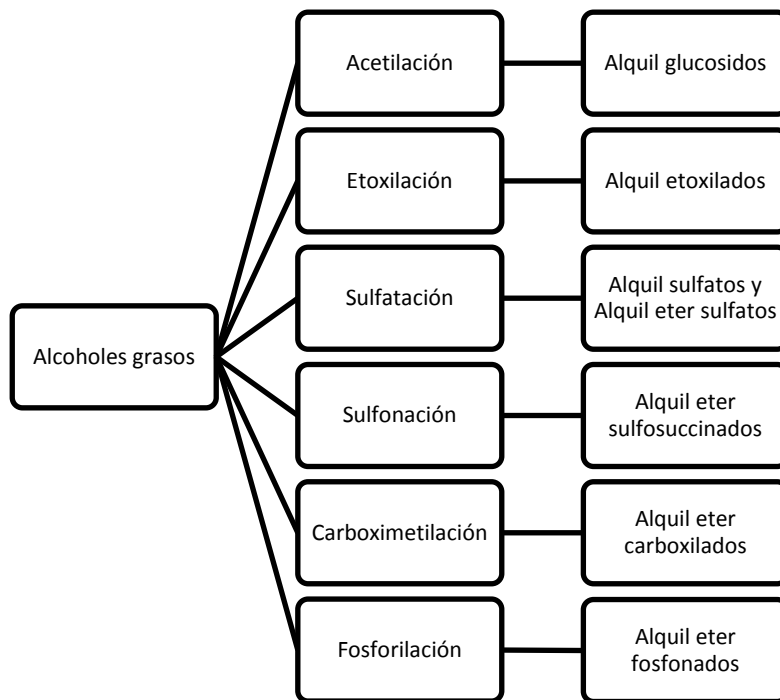 Alcoholes grasos
Acetilación
Alquil glucosidos
Etoxilación
Alquil etoxilados
Sulfatación
Alquil sulfatos y
Alquil eter sulfatos
Sulfonación
Alquil eter
sulfosuccinados
Carboximetilación
Alquil eter
carboxilados
Fosforilación
Alquil eter
fosfonados